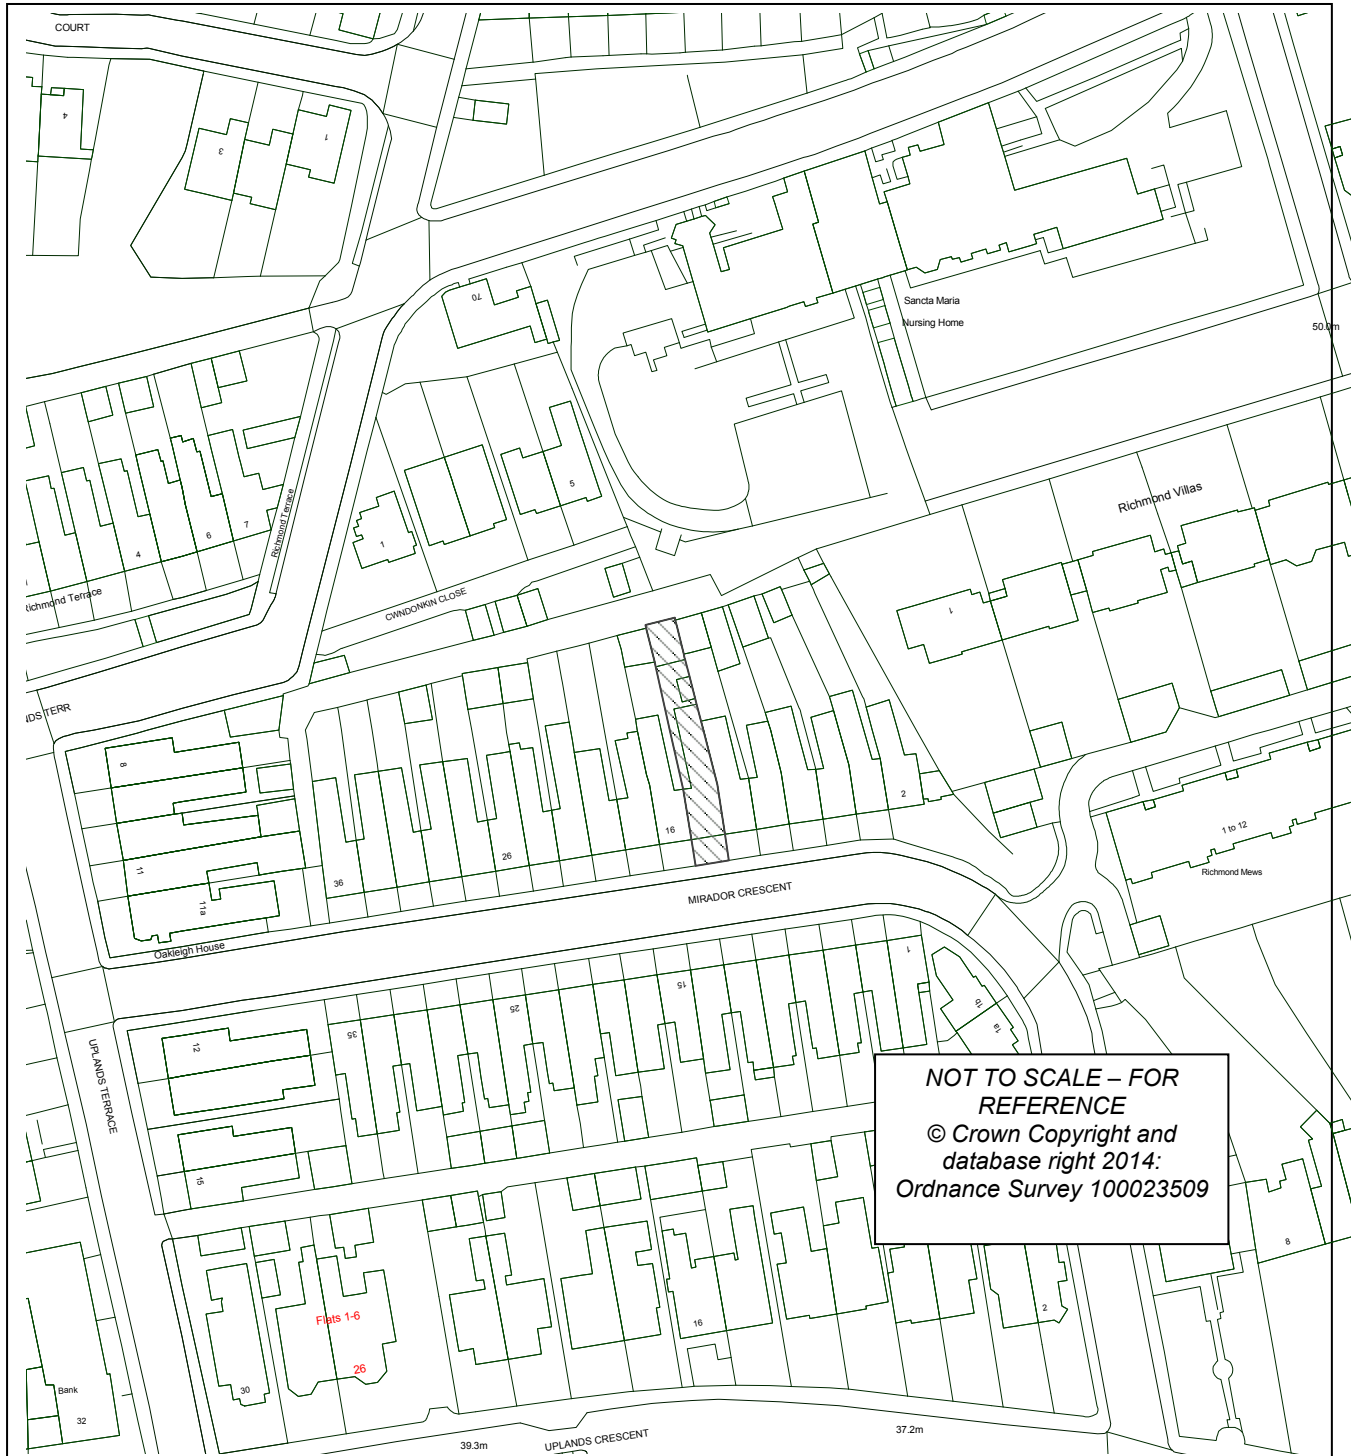 COURT
4
3
1
70
Sancta Maria
Nursing Home
50.0m
Richmond Villas
Richmond Terrace
5
1
4
6
7
Richmond Terrace
CWNDONKIN CLOSE
1
NDS TERR
8
2
16
26
36
11
11a
Oakleigh House
MIRADOR CRESCENT
1 to 12
Richmond Mews
1
15
25
35
1b
1a
12
UPLANDS TERRACE
15
NOT TO SCALE – FOR
REFERENCE
© Crown Copyright and
database right 2014:
Ordnance Survey 100023509
8
2
16
Flats 1-6
26
30
Bank
32
39.3m
UPLANDS CRESCENT
37.2m